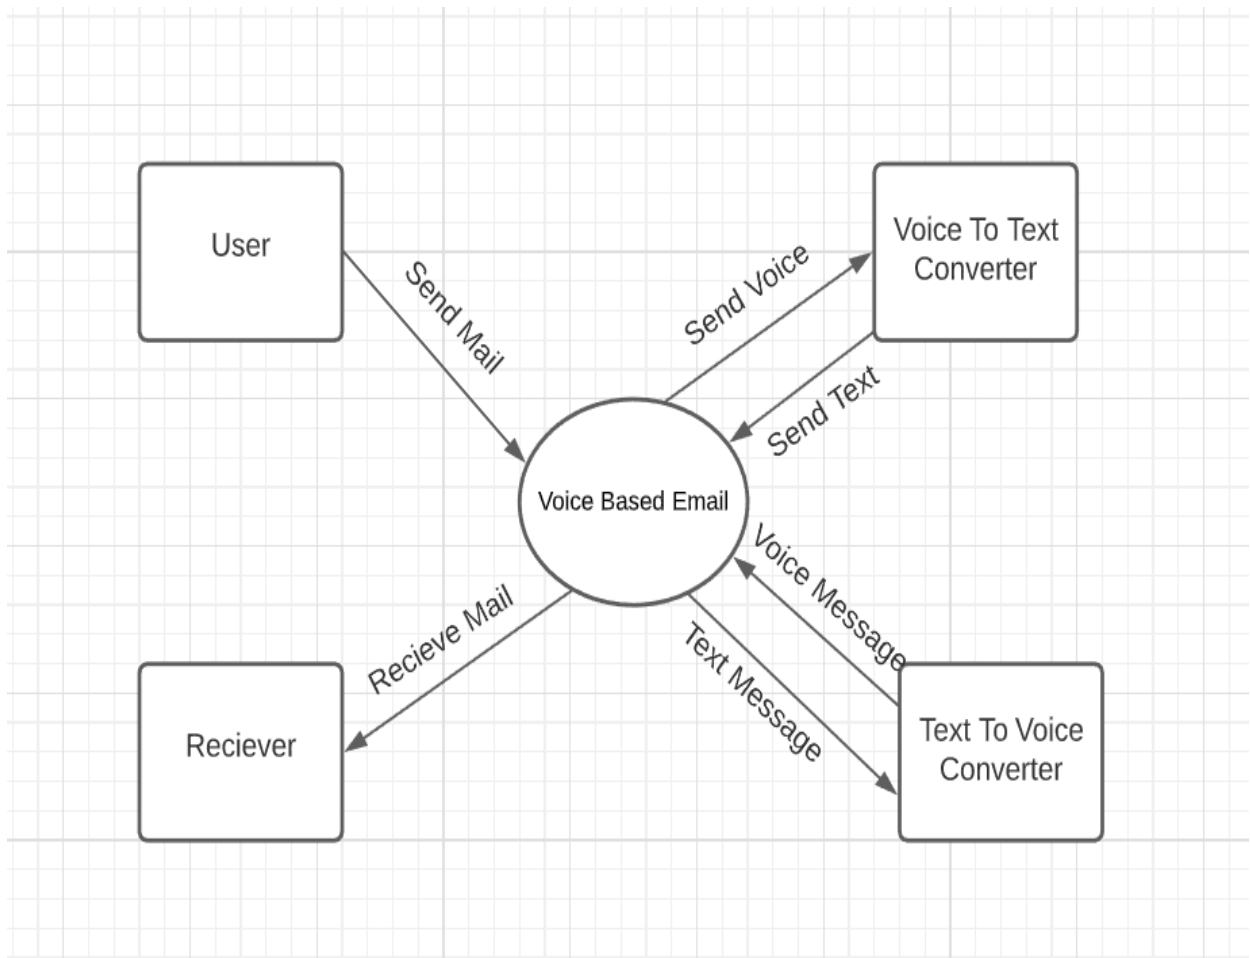 User
Send Mail
Send Voice
Voice To Text
Converter
Send Text
Voice Based Email
Voice Message
Recieve Mail
Text Message
Reciever
Text To Voice
Converter